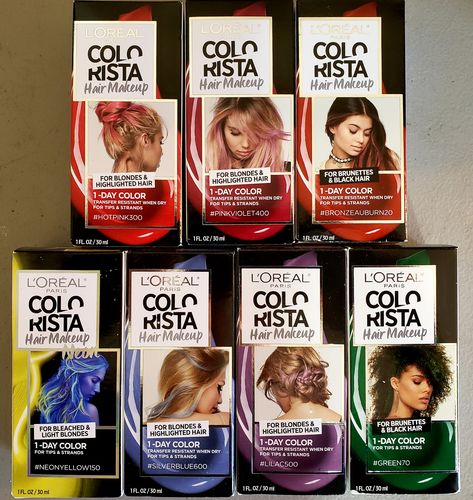 L'ORÉAL
COLO
RISTA
Hair Makeup
FOR BLONDES &
HIGHLIGHTED HAIR
1-DAY COLOR
TRANSFER RESISTANT WHEN DRY
FOR TIPS & STRANDS
#HOTPINK300
1 FL. OZ / 30 ml
L'ORÉAL
PARIS
COLO
RISTA
Hair Makeup
FOR BLONDES &
HIGHLIGHTED HAIR
1-DAY COLOR
TRANSFER RESISTANT WHEN DRY
FOR TIPS & STRANDS
#PINKVIOLET400
1 FL. OZ / 30 ml
L'ORÉAL
PARIS
COLO
RISTA
Hair Makeup
FOR BRUNETTES
& BLACK HAIR
1-DAY COLOR
TRANSFER RESISTANT WHEN DRY
FOR TIPS & STRANDS
#BRONZEAUBURN20
1 FL. OZ / 30 ml
L'ORÉAL
PARIS
COLO
RISTA
Hair Makeup
Neon
FOR BLEACHED &
LIGHT BLONDES
1-DAY COLOR
FOR TIPS & STRANDS
#NEONYELLOW150
1 FL. OZ / 30 ml
L'ORÉAL
PARIS
COLO
RISTA
Hair Makeup
FOR BLONDES &
HIGHLIGHTED HAIR
1-DAY COLOR
TRANSFER RESISTANT WHEN DRY
FOR TIPS & STRANDS
#SILVERBLUE600
1 FL. OZ / 30 ml
L'ORÉAL
PARIS
COLO
RISTA
Hair Makeup
FOR BLONDES &
HIGHLIGHTED HAIR
1-DAY COLOR
TRANSFER RESISTANT WHEN DRY
FOR TIPS & STRANDS
#LILAC500
1 FL. OZ / 30 ml
L'ORÉAL
PARIS
COLO
RISTA
Hair Makeup
FOR BRUNETTES
& BLACK HAIR
1-DAY COLOR
TRANSFER RESISTANT WHEN DRY
FOR TIPS & STRANDS
#GREEN70
1 FL. OZ / 30 ml